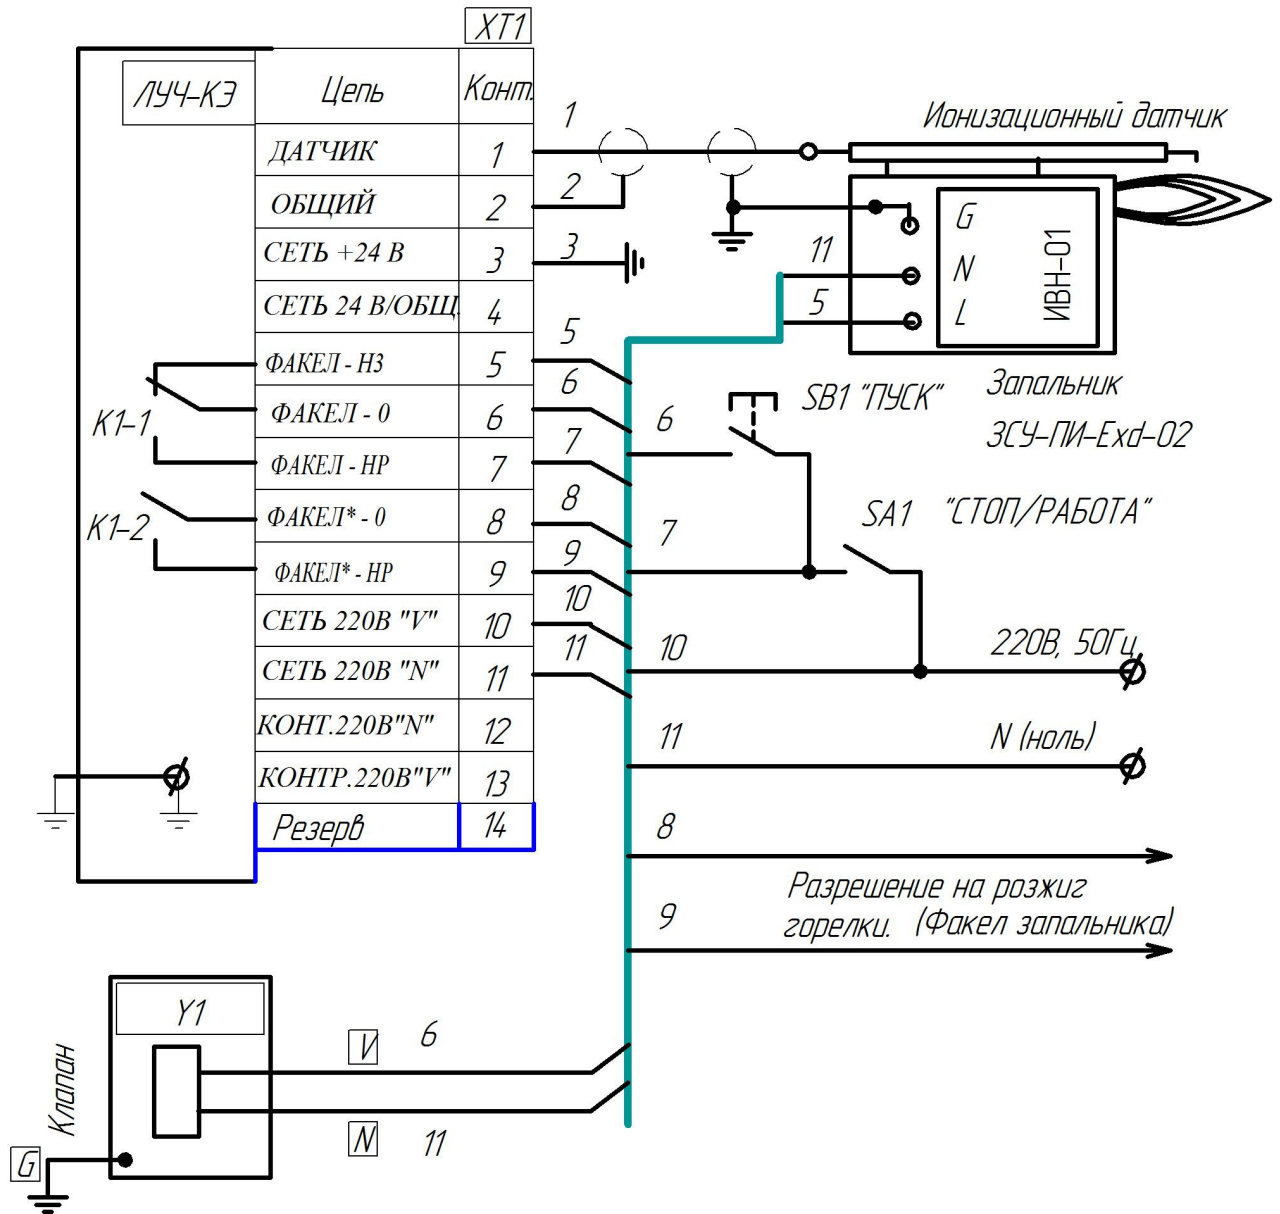 XT1
ЛУЧ-КЭ
Цепь
Конт.
ДАТЧИК
1
1
ОБЩИЙ
2
2
СЕТЬ +24 В
3
3
СЕТЬ 24 В/ОБЩ.
4
ФАКЕЛ - НЗ
5
5
ФАКЕЛ - 0
6
6
ФАКЕЛ - НР
7
7
ФАКЕЛ* - 0
8
8
ФАКЕЛ* - НР
9
9
СЕТЬ 220В "V"
10
10
СЕТЬ 220В "N"
11
11
КОНТ.220В"N"
12
КОНТР.220В"V"
13
Резерв
14
K1-1
K1-2
Ионизационный датчик
G
11
N
5
L
ИВН-01
Запальник
ЗСУ-ПИ-Exd-02
SB1 "ПУСК"
6
SA1 "СТОП/РАБОТА"
7
10
220В, 50Гц
11
N (ноль)
8
Разрешение на розжиг
горелки. (Факел запальника)
9
Y1
Клапан
V
6
N
11
G